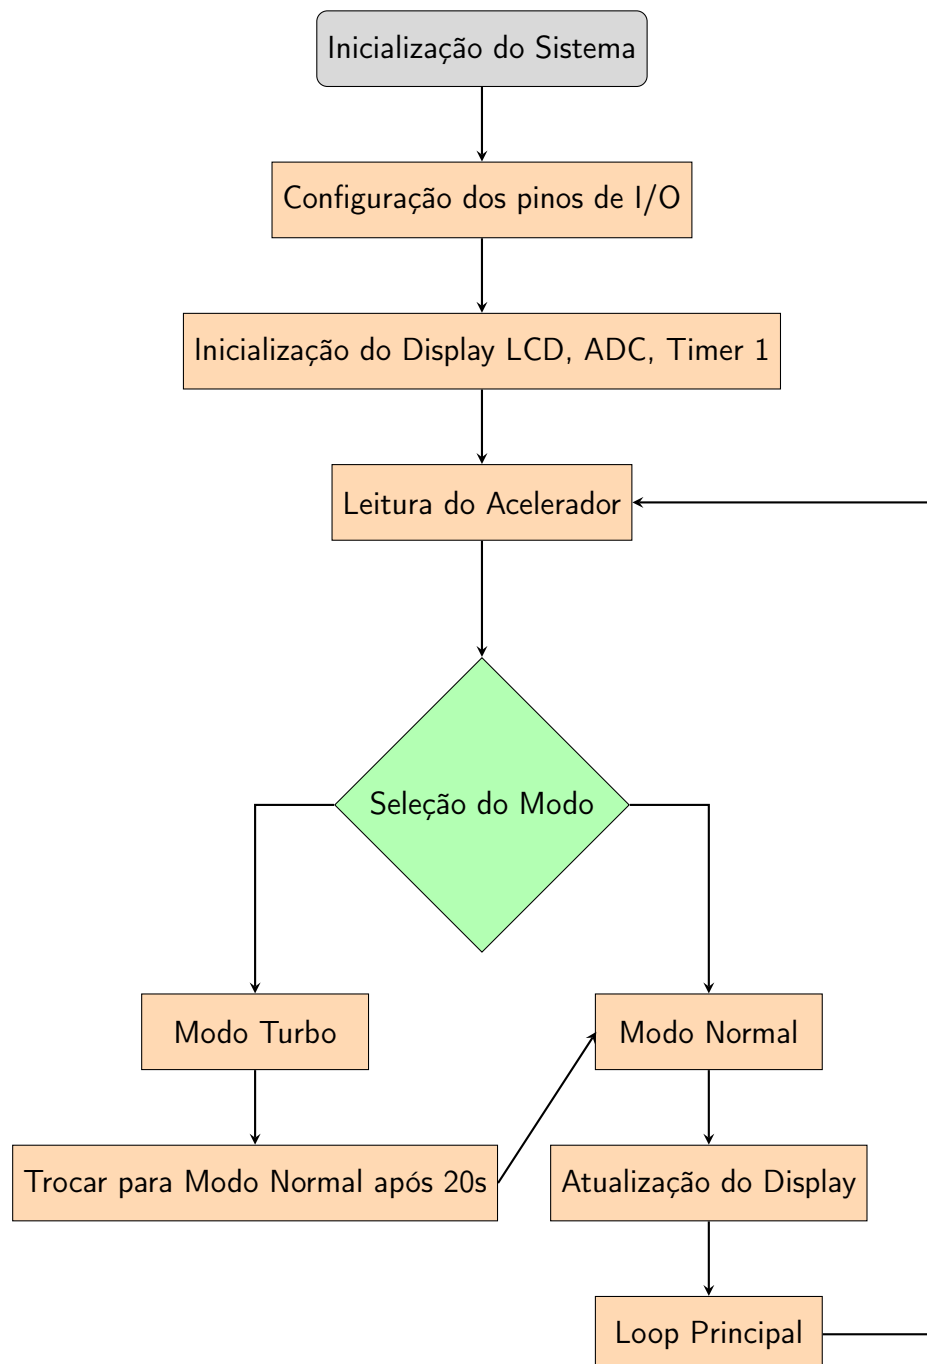 Inicialização do Sistema
Configuração dos pinos de I/O
Inicialização do Display LCD, ADC, Timer 1
Leitura do Acelerador
Seleção do Modo
Modo Turbo
Modo Normal
Trocar para Modo Normal após 20s
Atualização do Display
Loop Principal